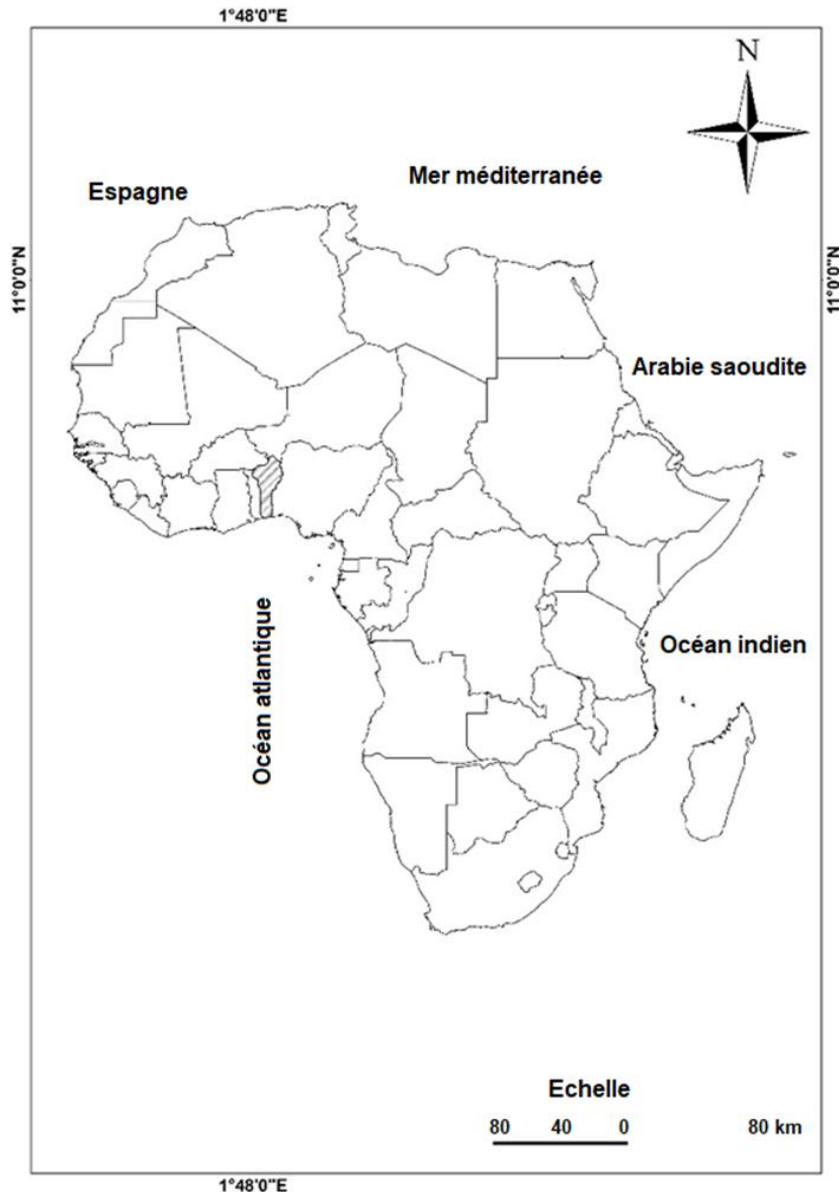 1°48'0"E
N
Mer méditerranée
Espagne
11°0'0"N
11°0'0"N
Arabie saoudite
Océan atlantique
Océan indien
Echelle
80 40 0 80 km
1°48'0"E